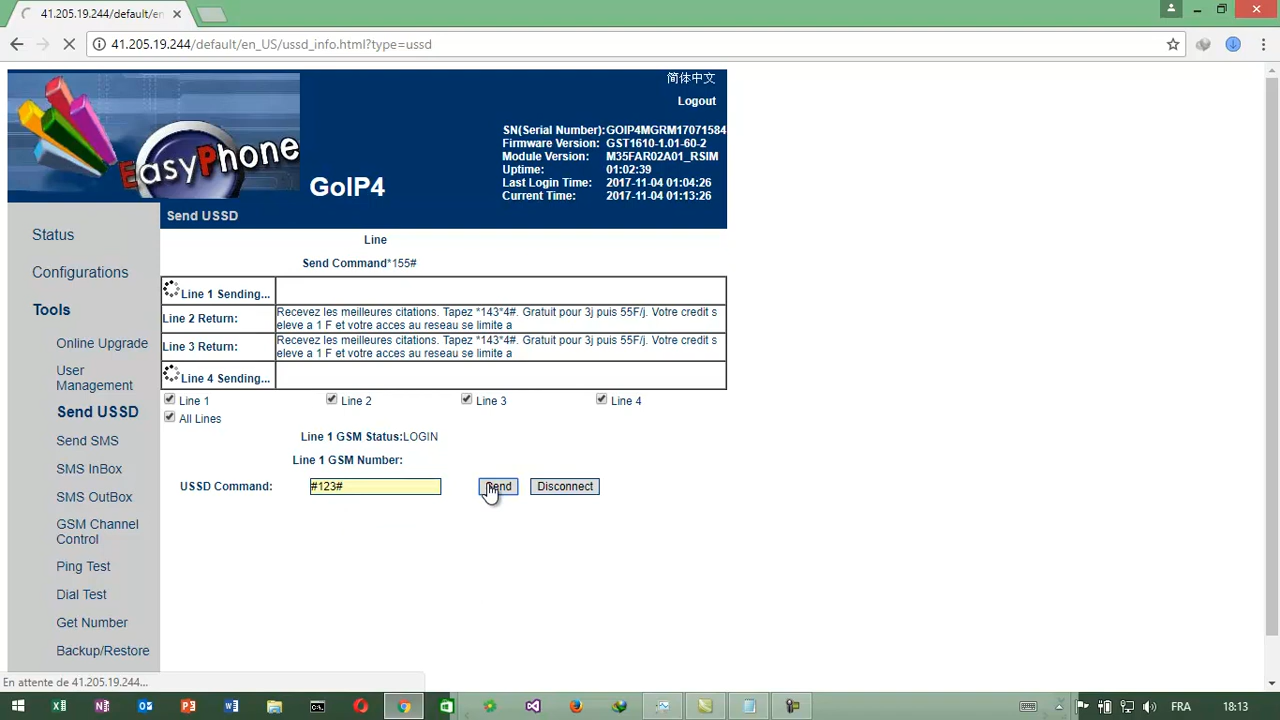 41.205.19.244/default/en
41.205.19.244/default/en_US/ussd_info.html?type=ussd
简体中文
Logout
EasyPhone
GoIP4
SN(Serial Number):GOIP4MGRM17071584
Firmware Version: GST1610-1.01-60-2
Module Version: M35FAR02A01_RSIM
Uptime: 01:02:39
Last Login Time: 2017-11-04 01:04:26
Current Time: 2017-11-04 01:13:26
Send USSD
Status
Configurations
Tools
Online Upgrade
User
Management
Send USSD
Send SMS
SMS InBox
SMS OutBox
GSM Channel
Control
Ping Test
Dial Test
Get Number
Backup/Restore
Line
Send Command*155#
Line 1 Sending...
Line 2 Return: Recevez les meilleures citations. Tapez *143*4#. Gratuit pour 3j puis 55F/j. Votre credit s
eleve a 1 F et votre acces au reseau se limite a
Line 3 Return: Recevez les meilleures citations. Tapez *143*4#. Gratuit pour 3j puis 55F/j. Votre credit s
eleve a 1 F et votre acces au reseau se limite a
Line 4 Sending...
Line 1 Line 2 Line 3 Line 4
All Lines
Line 1 GSM Status:LOGIN
Line 1 GSM Number:
USSD Command: #123# Send Disconnect
En attente de 41.205.19.244...
FRA 18:13